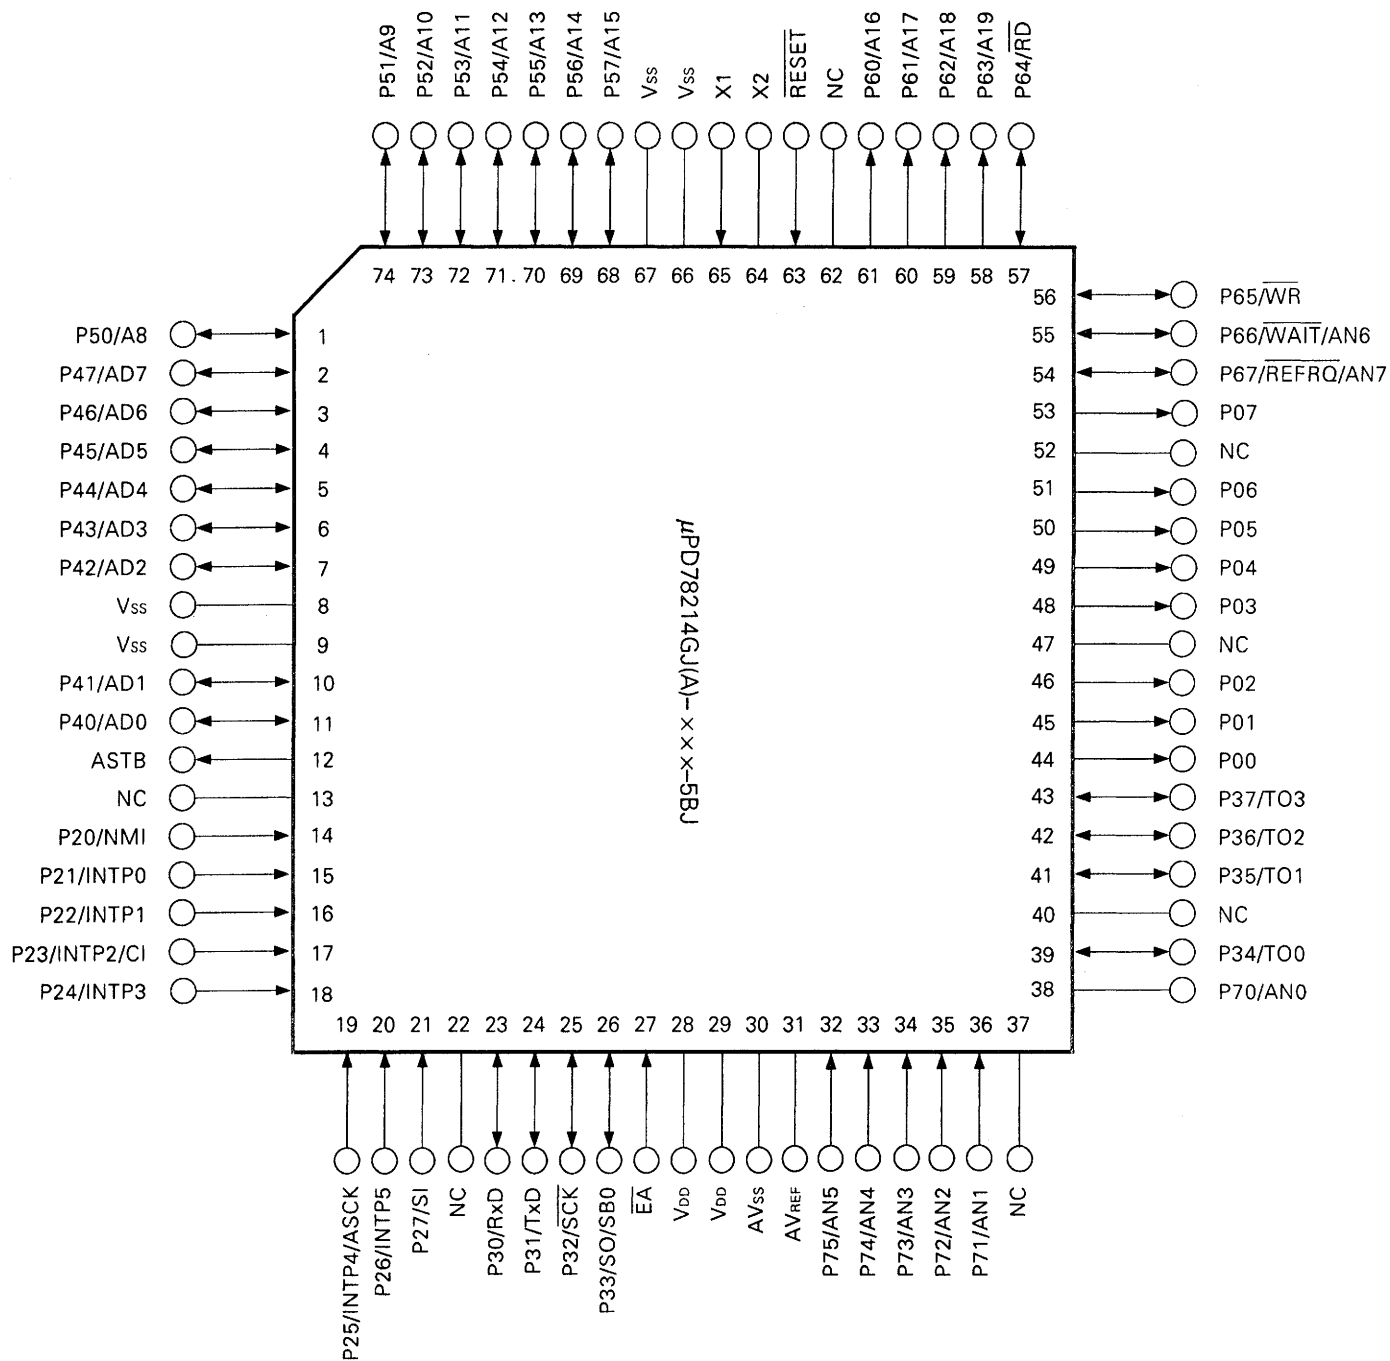 P51/A9
P52/A10
P53/A11
P54/A12
P55/A13
P56/A14
P57/A15
Vss
Vss
X1
X2
RESET
NC
P60/A16
P61/A17
P62/A18
P63/A19
P64/RD
74 73 72 71 70 69 68 67 66 65 64 63 62 61 60 59 58 57
P50/A8 1
P47/AD7 2
P46/AD6 3
P45/AD5 4
P44/AD4 5
P43/AD3 6
P42/AD2 7
Vss 8
Vss 9
P41/AD1 10
P40/AD0 11
ASTB 12
NC 13
P20/NMI 14
P21/INTP0 15
P22/INTP1 16
P23/INTP2/CI 17
P24/INTP3 18
μPD78214GJ(A)-×××-5BJ
56 P65/WR
55 P66/WAIT/AN6
54 P67/REFRQ/AN7
53 P07
52 NC
51 P06
50 P05
49 P04
48 P03
47 NC
46 P02
45 P01
44 P00
43 P37/TO3
42 P36/TO2
41 P35/TO1
40 NC
39 P34/TO0
38 P70/AN0
19 20 21 22 23 24 25 26 27 28 29 30 31 32 33 34 35 36 37
P25/INTP4/ASCK
P26/INTP5
P27/SI
NC
P30/RxD
P31/TxD
P32/SCK
P33/SO/SB0
EA
VDD
VDD
AVss
AVREF
P75/AN5
P74/AN4
P73/AN3
P72/AN2
P71/AN1
NC